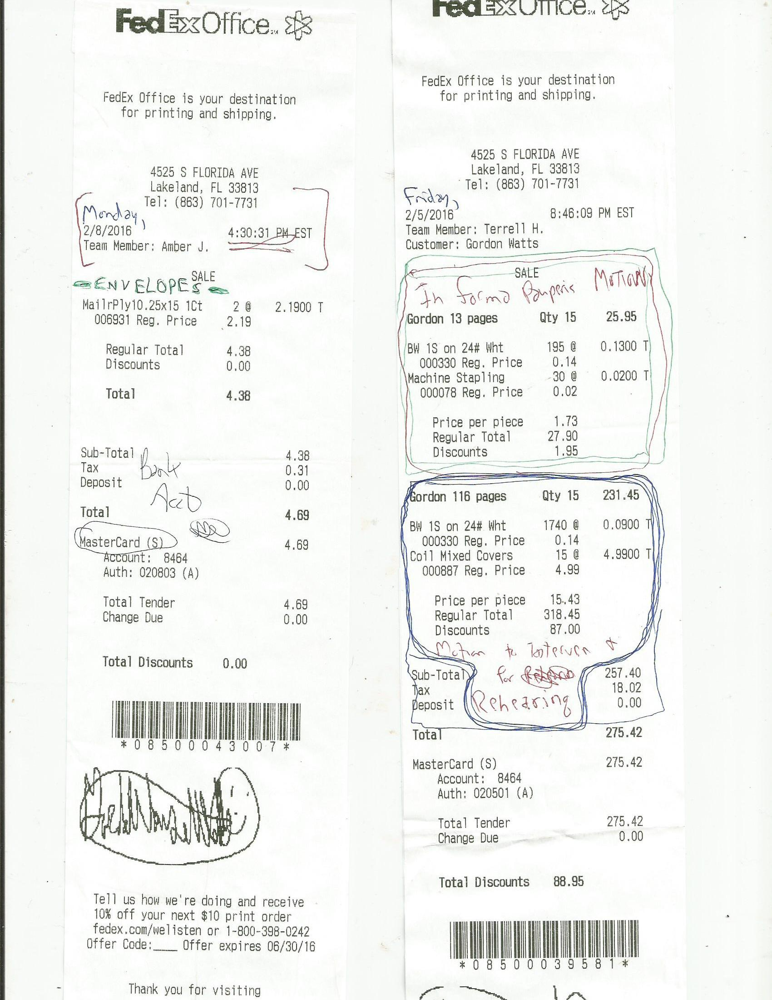 FedEx Office SM
FedEx Office is your destination
for printing and shipping.
4525 S FLORIDA AVE
Lakeland, FL 33813
Tel: (863) 701-7731
Monday,
2/8/2016 4:30:31 PM EST
Team Member: Amber J.
SALE
ENVELOPES
MailrPly10.25x15 1Ct 2 @ 2.1900 T
006931 Reg. Price 2.19
Regular Total 4.38
Discounts 0.00
Total 4.38
Sub-Total 4.38
Tax 0.31
Deposit 0.00
Bank
Acct
Total 4.69
MasterCard (S) 4.69
Account: 8464
Auth: 020803 (A)
Total Tender 4.69
Change Due 0.00
Total Discounts 0.00
*08500043007*
Tell us how we're doing and receive
10% off your next $10 print order
fedex.com/welisten or 1-800-398-0242
Offer Code:____ Offer expires 06/30/16
Thank you for visiting
FedEx Office SM
FedEx Office is your destination
for printing and shipping.
4525 S FLORIDA AVE
Lakeland, FL 33813
Tel: (863) 701-7731
Friday,
2/5/2016 8:46:09 PM EST
Team Member: Terrell H.
Customer: Gordon Watts
SALE
In forma Pauperis MOTION
Gordon 13 pages Qty 15 25.95
BW 1S on 24# Wht 195 @ 0.1300 T
000330 Reg. Price 0.14
Machine Stapling 30 @ 0.0200 T
000078 Reg. Price 0.02
Price per piece 1.73
Regular Total 27.90
Discounts 1.95
Gordon 116 pages Qty 15 231.45
BW 1S on 24# Wht 1740 @ 0.0900 T
000330 Reg. Price 0.14
Coil Mixed Covers 15 @ 4.9900 T
000887 Reg. Price 4.99
Price per piece 15.43
Regular Total 318.45
Discounts 87.00
Motion to Interven &
for
Rehearing
Sub-Total 257.40
Tax 18.02
Deposit 0.00
Total 275.42
MasterCard (S) 275.42
Account: 8464
Auth: 020501 (A)
Total Tender 275.42
Change Due 0.00
Total Discounts 88.95
*08500039581*